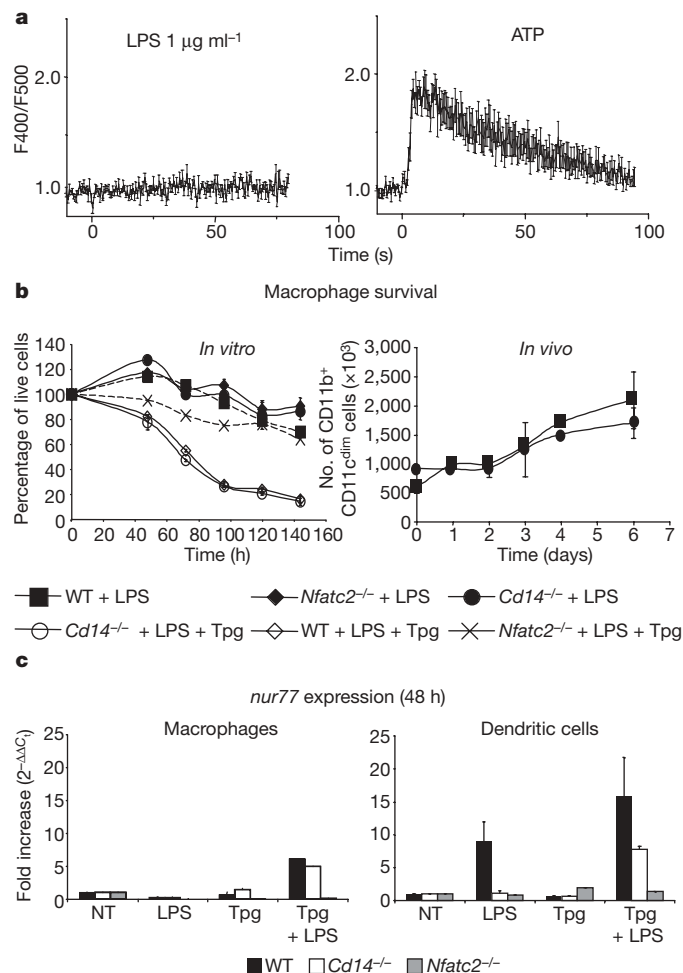 a
LPS 1 μg ml⁻¹
ATP
F400/F500
2.0
1.0
2.0
1.0
0 50 100
0 50 100
Time (s)
b
Macrophage survival
In vitro
In vivo
Percentage of live cells
140
120
100
80
60
40
20
0
0 20 40 60 80 100 120 140 160
Time (h)
No. of CD11b⁺
CD11cᵈⁱᵐ cells (×10³)
3,000
2,500
2,000
1,500
1,000
500
0
0 1 2 3 4 5 6 7
Time (days)
WT + LPS
Nfatc2⁻/⁻ + LPS
Cd14⁻/⁻ + LPS
Cd14⁻/⁻ + LPS + Tpg
WT + LPS + Tpg
Nfatc2⁻/⁻ + LPS + Tpg
c
nur77 expression (48 h)
Macrophages
Dendritic cells
Fold increase (2⁻ΔΔCt)
25
20
15
10
5
0
NT LPS Tpg Tpg
+ LPS
25
20
15
10
5
0
NT LPS Tpg Tpg
+ LPS
WT Cd14⁻/⁻ Nfatc2⁻/⁻